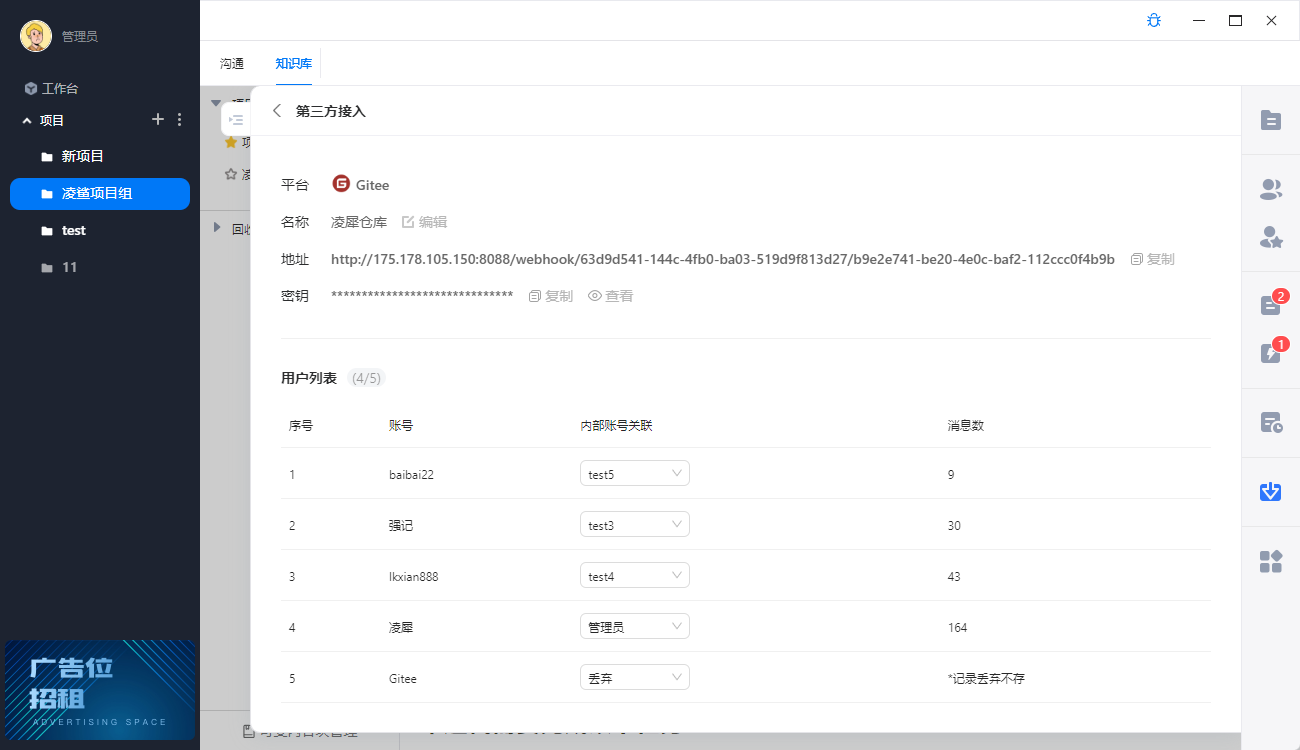 管理员
工作台
项目
新项目
凌鲨项目组
test
11
广告位
招租
ADVERTISING SPACE
沟通
知识库
第三方接入
平台 Gitee
名称 凌犀仓库 编辑
地址 http://175.178.105.150:8088/webhook/63d9d541-144c-4fb0-ba03-519d9f813d27/b9e2e741-be20-4e0c-baf2-112ccc0f4b9b 复制
密钥 ****************************** 复制 查看
用户列表 (4/5)
序号 账号 内部账号关联 消息数
1 baibai22 test5 9
2 强记 test3 30
3 lkxian888 test4 43
4 凌犀 管理员 164
5 Gitee 丢弃 *记录丢弃不存
2
1